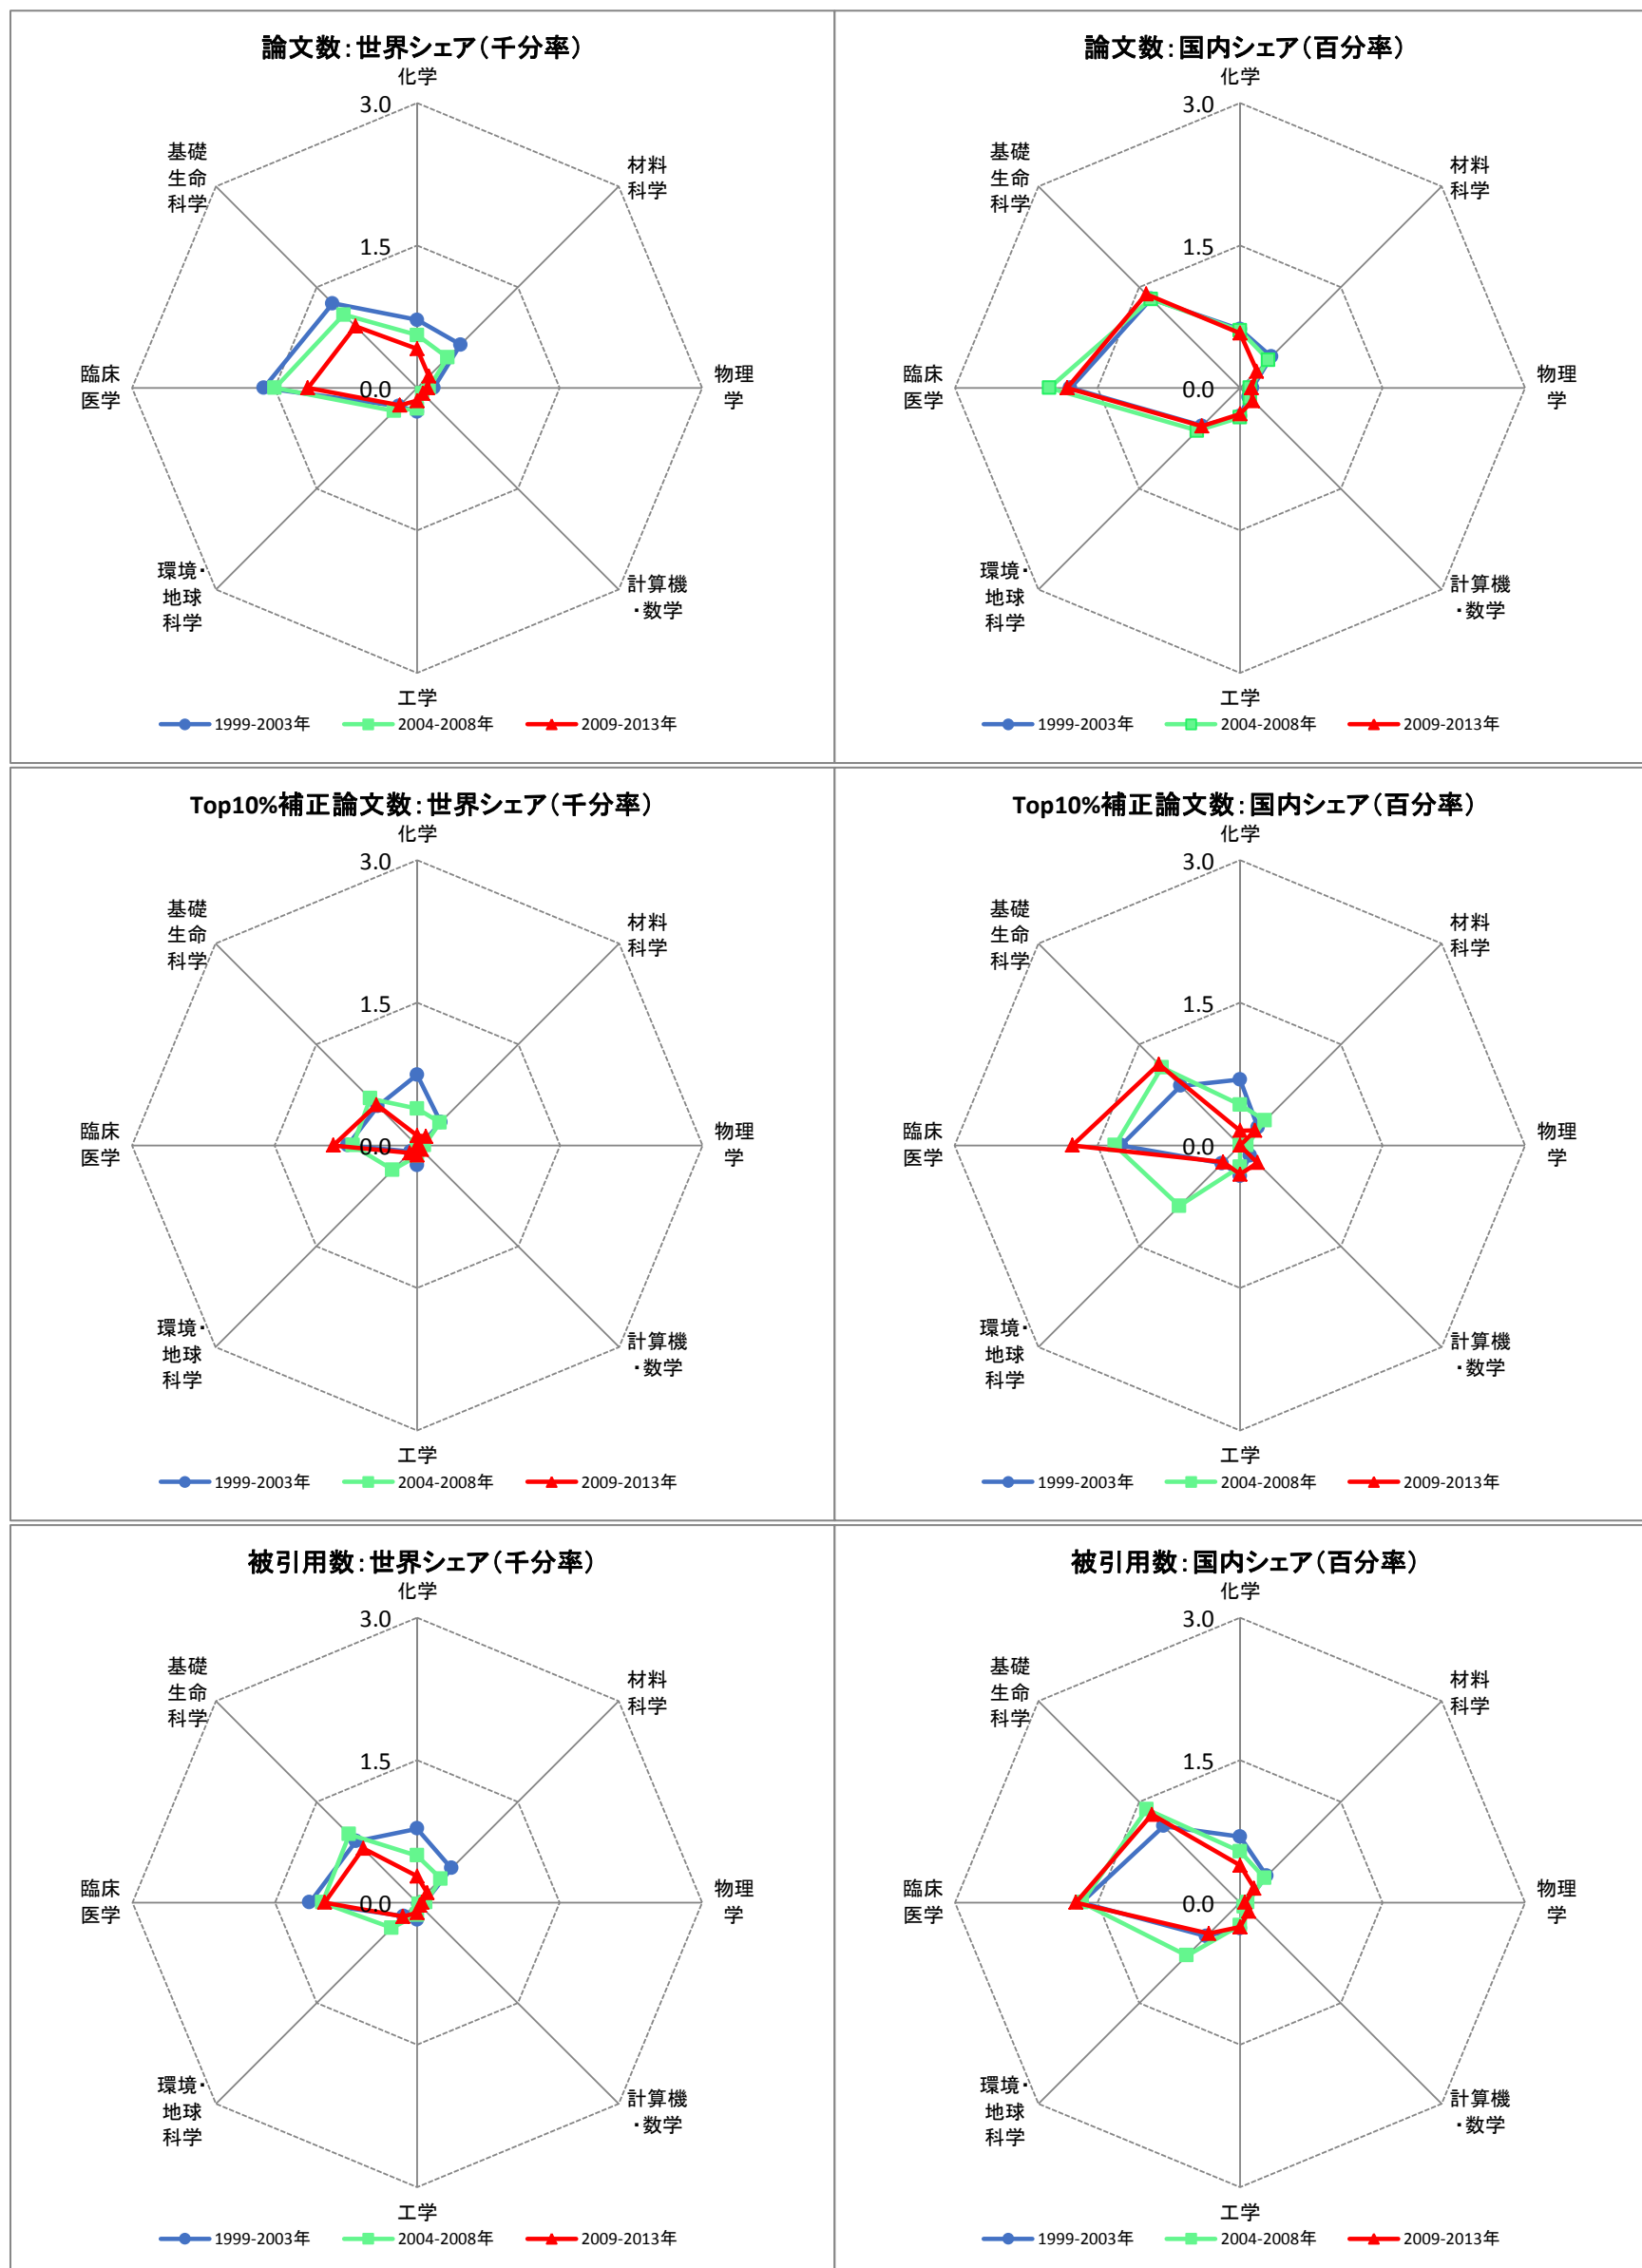 論文数：世界シェア（千分率）
化学
3.0
基礎
生命
科学
材料
科学
1.5
臨床
医学
0.0
物理
学
環境・
地球
科学
計算機
・数学
工学
1999-2003年 2004-2008年 2009-2013年
論文数：国内シェア（百分率）
化学
3.0
基礎
生命
科学
材料
科学
1.5
臨床
医学
0.0
物理
学
環境・
地球
科学
計算機
・数学
工学
1999-2003年 2004-2008年 2009-2013年
Top10%補正論文数：世界シェア（千分率）
化学
3.0
基礎
生命
科学
材料
科学
1.5
臨床
医学
0.0
物理
学
環境・
地球
科学
計算機
・数学
工学
1999-2003年 2004-2008年 2009-2013年
Top10%補正論文数：国内シェア（百分率）
化学
3.0
基礎
生命
科学
材料
科学
1.5
臨床
医学
0.0
物理
学
環境・
地球
科学
計算機
・数学
工学
1999-2003年 2004-2008年 2009-2013年
被引用数：世界シェア（千分率）
化学
3.0
基礎
生命
科学
材料
科学
1.5
臨床
医学
0.0
物理
学
環境・
地球
科学
計算機
・数学
工学
1999-2003年 2004-2008年 2009-2013年
被引用数：国内シェア（百分率）
化学
3.0
基礎
生命
科学
材料
科学
1.5
臨床
医学
0.0
物理
学
環境・
地球
科学
計算機
・数学
工学
1999-2003年 2004-2008年 2009-2013年